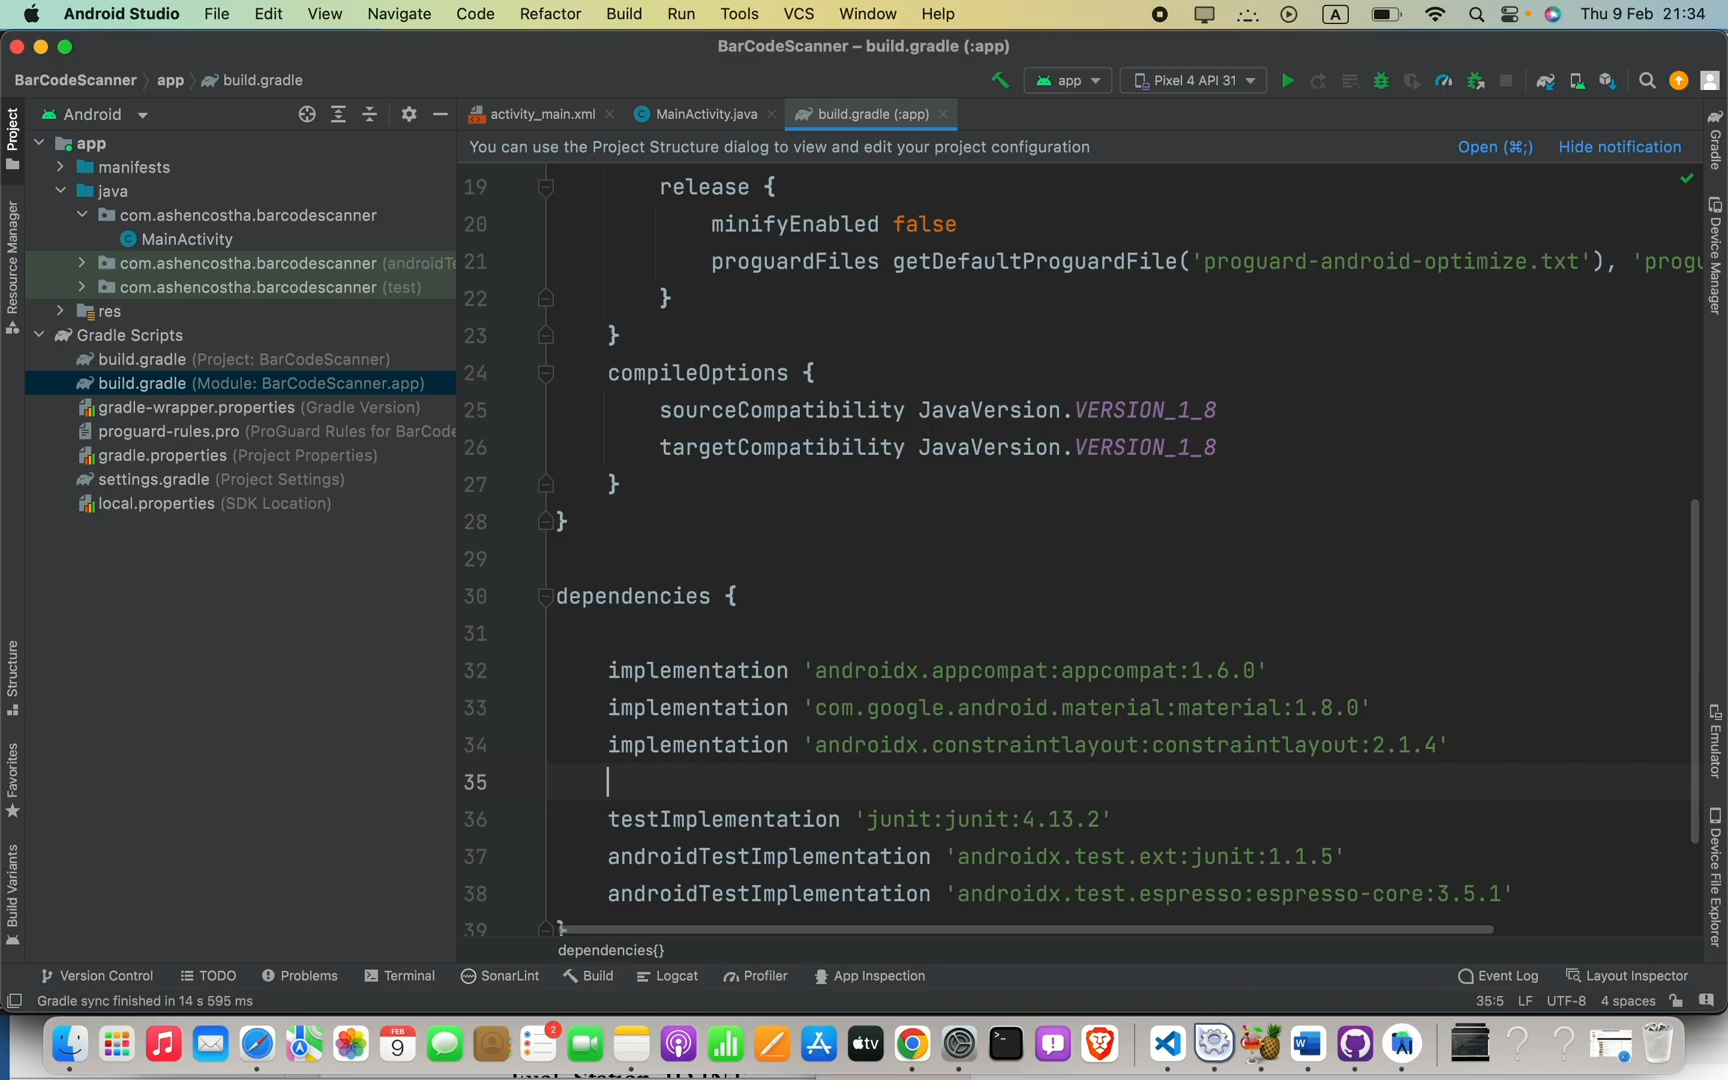 Android Studio File Edit View Navigate Code Refactor Build Run Tools VCS Window Help A Thu 9 Feb 21:34
BarCodeScanner – build.gradle (:app)
BarCodeScanner app build.gradle app Pixel 4 API 31
Android activity_main.xml MainActivity.java build.gradle (:app)
You can use the Project Structure dialog to view and edit your project configuration Open (⌘;) Hide notification
Project
Resource Manager
Structure
Favorites
Build Variants
app
manifests
java
com.ashencostha.barcodescanner
MainActivity
com.ashencostha.barcodescanner (androidTe
com.ashencostha.barcodescanner (test)
res
Gradle Scripts
build.gradle (Project: BarCodeScanner)
build.gradle (Module: BarCodeScanner.app)
gradle-wrapper.properties (Gradle Version)
proguard-rules.pro (ProGuard Rules for BarCode
gradle.properties (Project Properties)
settings.gradle (Project Settings)
local.properties (SDK Location)
19 release {
20 minifyEnabled false
21 proguardFiles getDefaultProguardFile('proguard-android-optimize.txt'), 'progu
22 }
23 }
24 compileOptions {
25 sourceCompatibility JavaVersion.VERSION_1_8
26 targetCompatibility JavaVersion.VERSION_1_8
27 }
28 }
29
30 dependencies {
31
32 implementation 'androidx.appcompat:appcompat:1.6.0'
33 implementation 'com.google.android.material:material:1.8.0'
34 implementation 'androidx.constraintlayout:constraintlayout:2.1.4'
35
36 testImplementation 'junit:junit:4.13.2'
37 androidTestImplementation 'androidx.test.ext:junit:1.1.5'
38 androidTestImplementation 'androidx.test.espresso:espresso-core:3.5.1'
39 }
dependencies{}
Gradle
Device Manager
Emulator
Device File Explorer
Version Control TODO Problems Terminal SonarLint Build Logcat Profiler App Inspection Event Log Layout Inspector
Gradle sync finished in 14 s 595 ms 35:5 LF UTF-8 4 spaces
FEB
9
2
tv